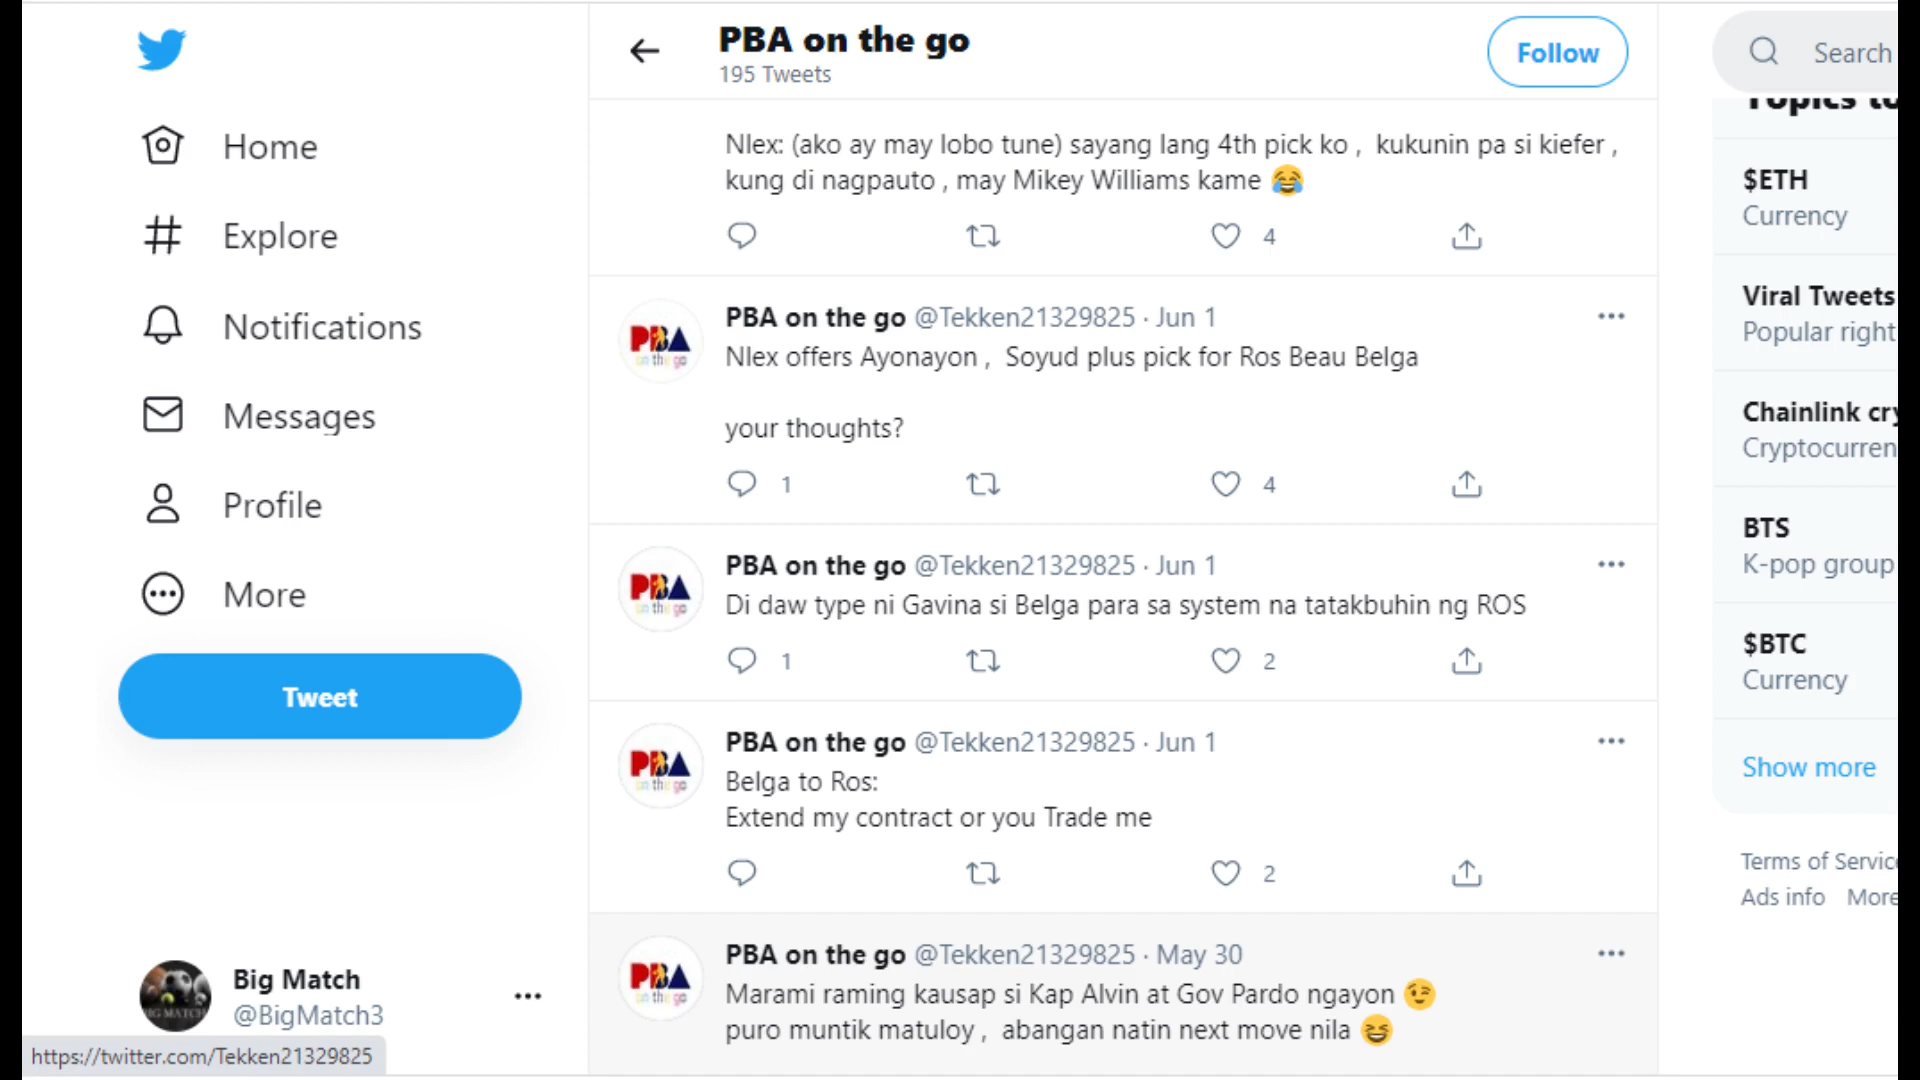 PBA on the go
195 Tweets
Follow
Search
Home
Explore
Notifications
Messages
Profile
More
Tweet
Big Match
@BigMatch3
https://twitter.com/Tekken21329825
Nlex: (ako ay may lobo tune) sayang lang 4th pick ko , kukunin pa si kiefer ,
kung di nagpauto , may Mikey Williams kame 😂
4
PBA on the go @Tekken21329825 · Jun 1
Nlex offers Ayonayon , Soyud plus pick for Ros Beau Belga
your thoughts?
1 4
PBA on the go @Tekken21329825 · Jun 1
Di daw type ni Gavina si Belga para sa system na tatakbuhin ng ROS
1 2
PBA on the go @Tekken21329825 · Jun 1
Belga to Ros:
Extend my contract or you Trade me
2
PBA on the go @Tekken21329825 · May 30
Marami raming kausap si Kap Alvin at Gov Pardo ngayon 😉
puro muntik matuloy , abangan natin next move nila 😆
Topics to
$ETH
Currency
Viral Tweets
Popular right
Chainlink cry
Cryptocurren
BTS
K-pop group
$BTC
Currency
Show more
Terms of Servic
Ads info More